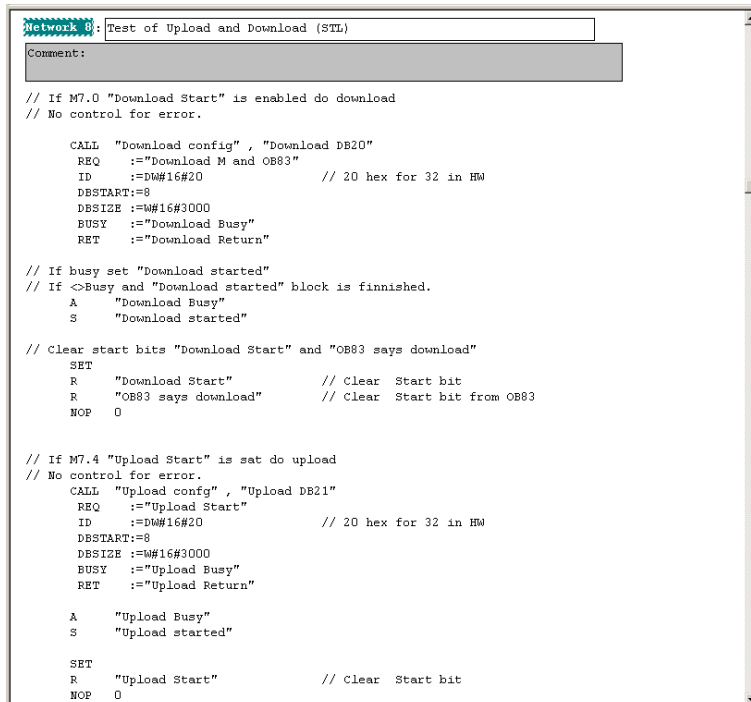 Network 8: Test of Upload and Download (STL)
Comment:
// If M7.0 "Download Start" is enabled do download
// No control for error.
CALL "Download config" , "Download DB20"
REQ :="Download M and OB83"
ID :=DW#16#20 // 20 hex for 32 in HW
DBSTART:=8
DBSIZE :=W#16#3000
BUSY :="Download Busy"
RET :="Download Return"
// If busy set "Download started"
// If <>Busy and "Download started" block is finnished.
A "Download Busy"
S "Download started"
// Clear start bits "Download Start" and "OB83 says download"
SET
R "Download Start" // Clear Start bit
R "OB83 says download" // Clear Start bit from OB83
NOP 0
// If M7.4 "Upload Start" is sat do upload
// No control for error.
CALL "Upload confg" , "Upload DB21"
REQ :="Upload Start"
ID :=DW#16#20 // 20 hex for 32 in HW
DBSTART:=8
DBSIZE :=W#16#3000
BUSY :="Upload Busy"
RET :="Upload Return"
A "Upload Busy"
S "Upload started"
SET
R "Upload Start" // Clear Start bit
NOP 0